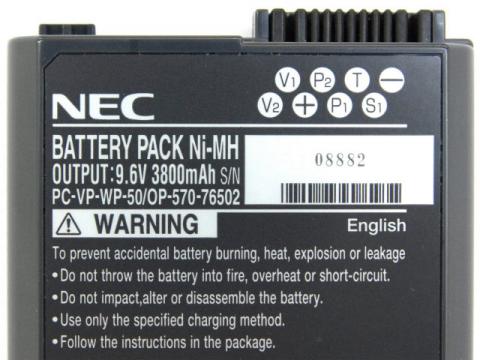 V1 P2 T −
V2 + P1 S1
NEC
BATTERY PACK Ni-MH
OUTPUT:9.6V 3800mAh S/N
08882
PC-VP-WP-50/OP-570-76502
⚠ WARNING English
To prevent accidental battery burning, heat, explosion or leakage
•Do not throw the battery into fire, overheat or short-circuit.
•Do not impact,alter or disassemble the battery.
•Use only the specified charging method.
•Follow the instructions in the package.